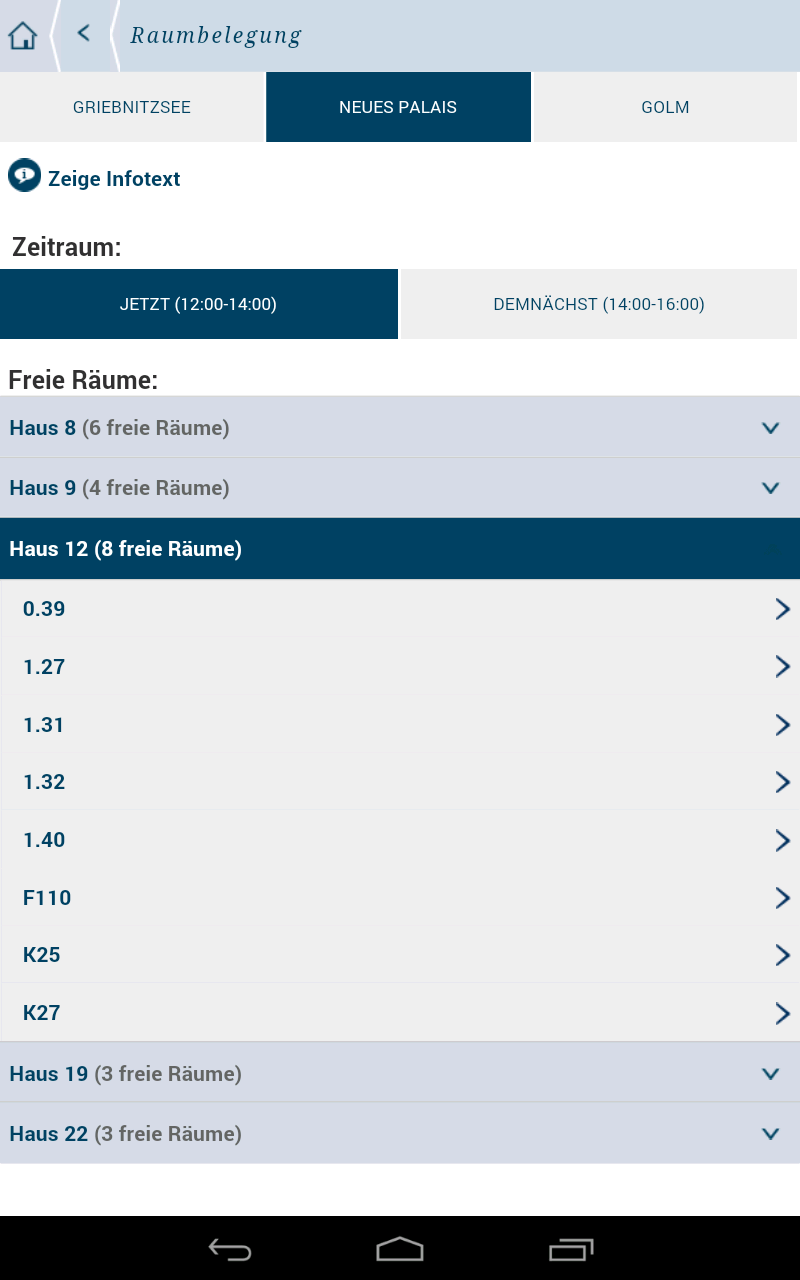 Raumbelegung
GRIEBNITZSEE NEUES PALAIS GOLM
Zeige Infotext
Zeitraum:
JETZT (12:00-14:00) DEMNÄCHST (14:00-16:00)
Freie Räume:
Haus 8 (6 freie Räume)
Haus 9 (4 freie Räume)
Haus 12 (8 freie Räume)
0.39
1.27
1.31
1.32
1.40
F110
K25
K27
Haus 19 (3 freie Räume)
Haus 22 (3 freie Räume)